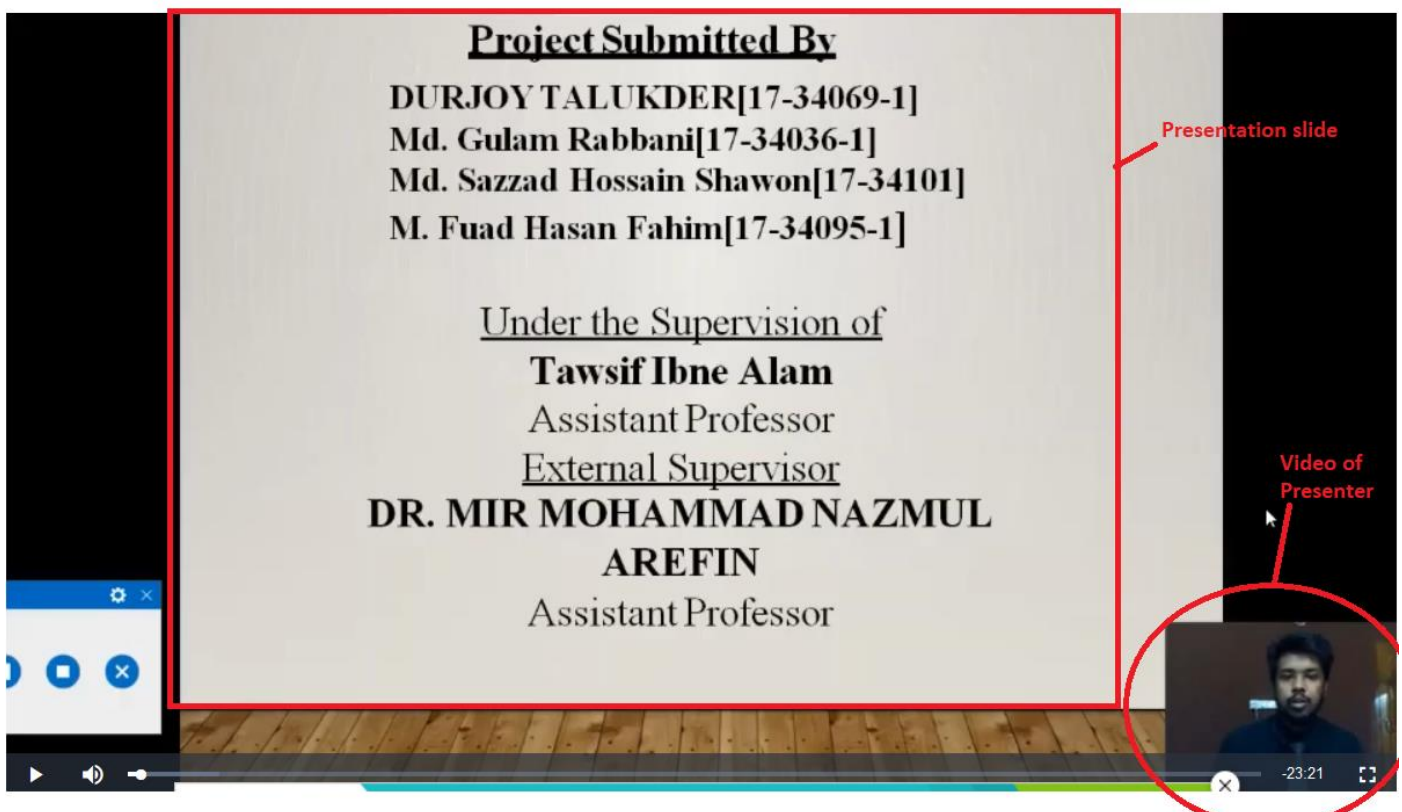 Project Submitted By
DURJOY TALUKDER[17-34069-1]
Md. Gulam Rabbani[17-34036-1]
Md. Sazzad Hossain Shawon[17-34101]
M. Fuad Hasan Fahim[17-34095-1]
Under the Supervision of
Tawsif Ibne Alam
Assistant Professor
External Supervisor
DR. MIR MOHAMMAD NAZMUL
AREFIN
Assistant Professor
Presentation slide
Video of
Presenter
-23:21